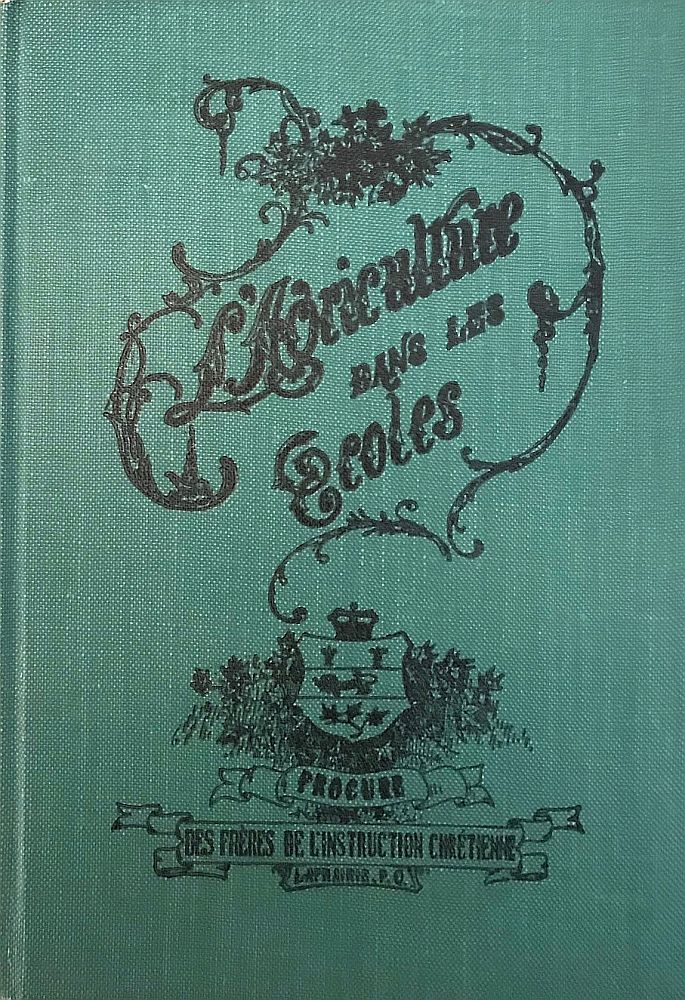 L'Agriculture
DANS LES
Ecoles
PROCURE
DES FRÈRES DE L'INSTRUCTION CHRÉTIENNE
LAPRAIRIE, P.Q.